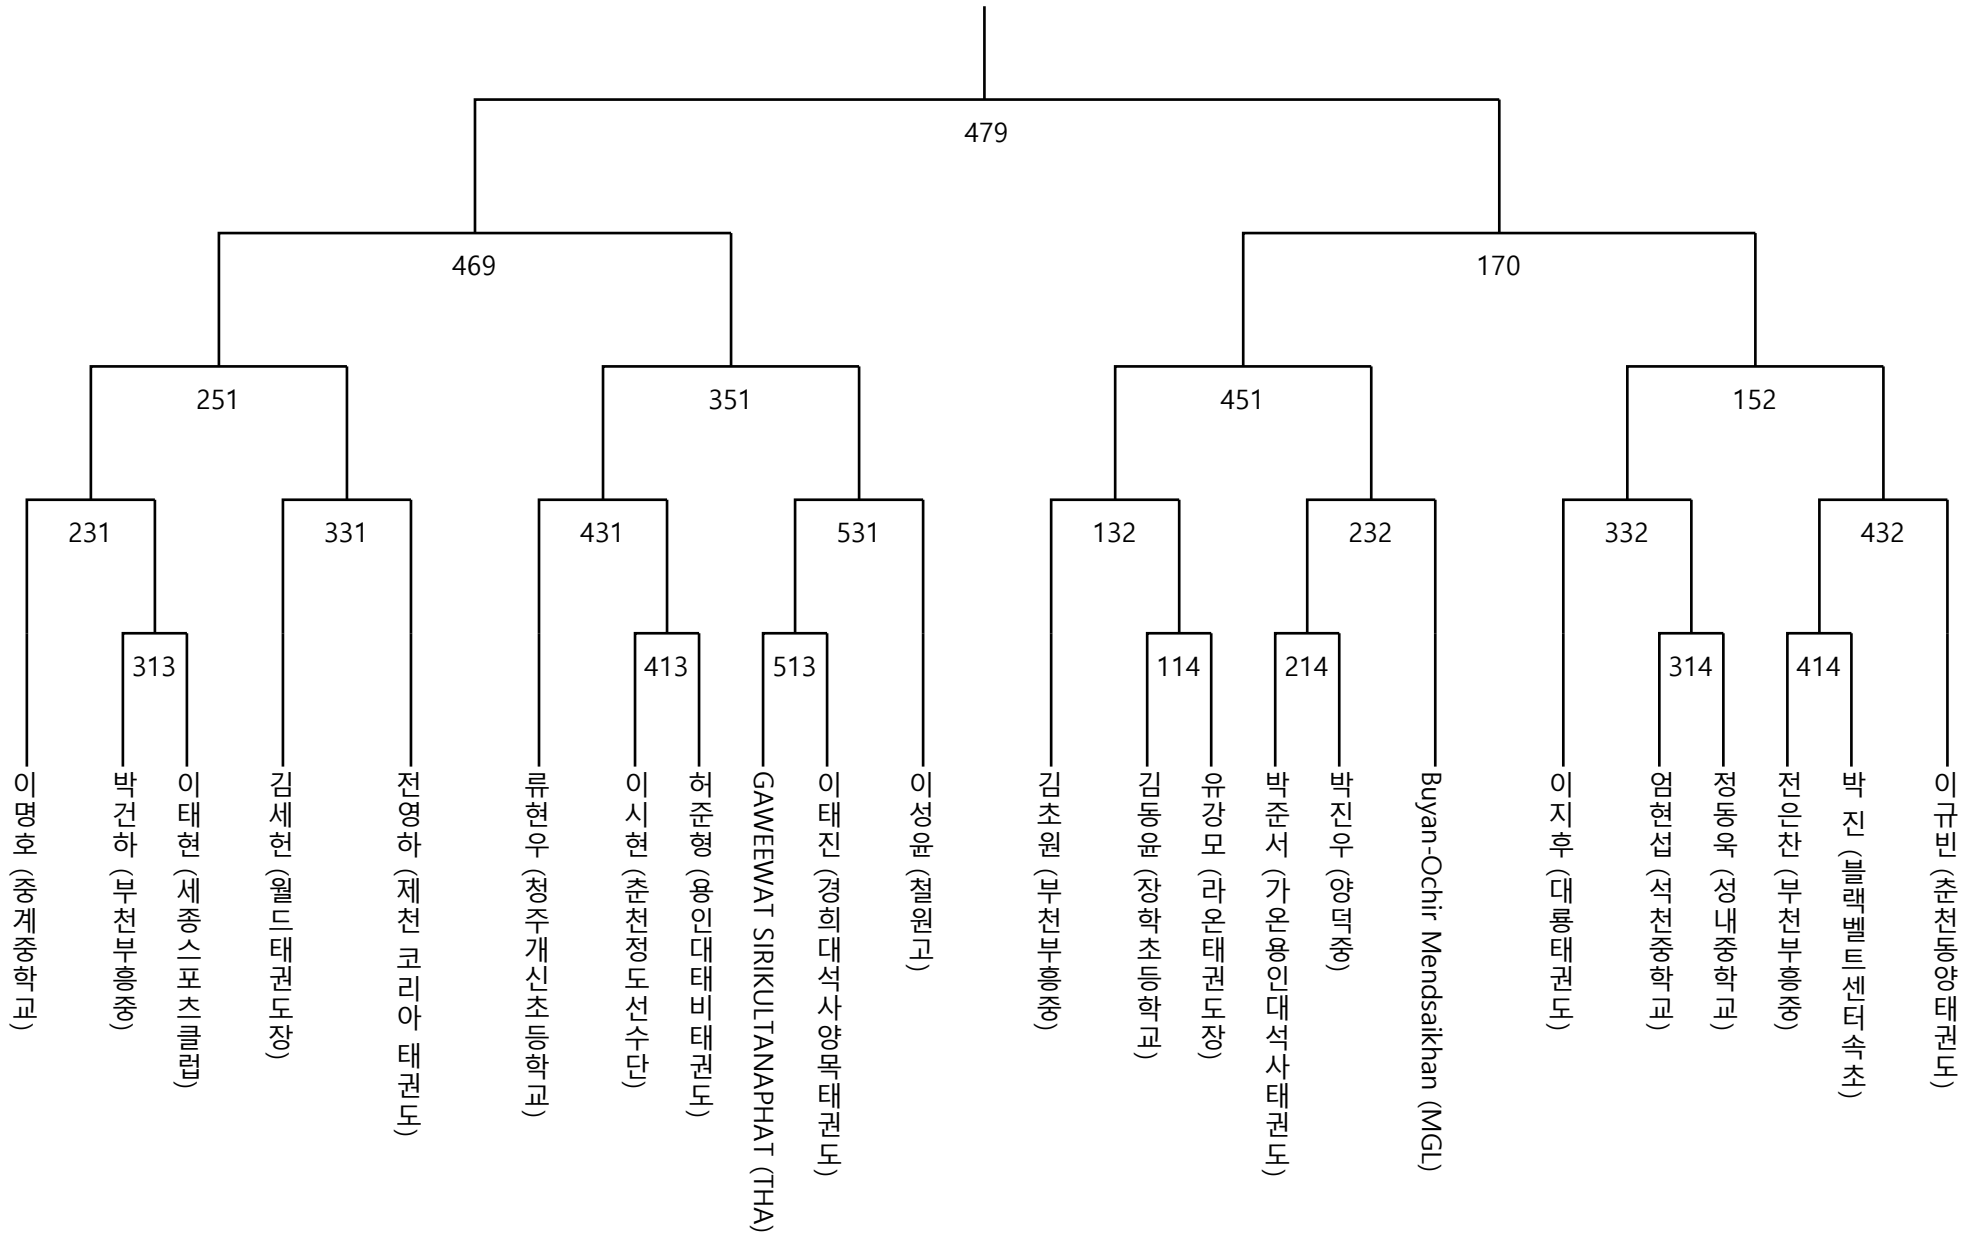 479
469
170
251
351
451
152
231
331
431
531
132
232
332
432
313
413
513
114
214
314
414
이명호 (중계중학교)
박건하 (부천부흥중)
이태현 (세종스포츠클럽)
김세헌 (월드태권도장)
전영하 (제천 코리아 태권도)
류현우 (청주개신초등학교)
이시현 (춘천정도선수단)
허준형 (용인대태비태권도)
GAWEEWAT SIRIKULTANAPHAT (THA)
이태진 (경희대석사양목태권도)
이성윤 (철원고)
김초원 (부천부흥중)
김동윤 (장학초등학교)
유강모 (라온태권도장)
박준서 (가온용인대석사태권도)
박진우 (양덕중)
Buyan-Ochir Mendsaikhan (MGL)
이지후 (대룡태권도)
엄현섭 (석천중학교)
정동욱 (성내중학교)
전은찬 (부천부흥중)
박 진 (블랙벨트센터속초)
이규빈 (춘천동양태권도)